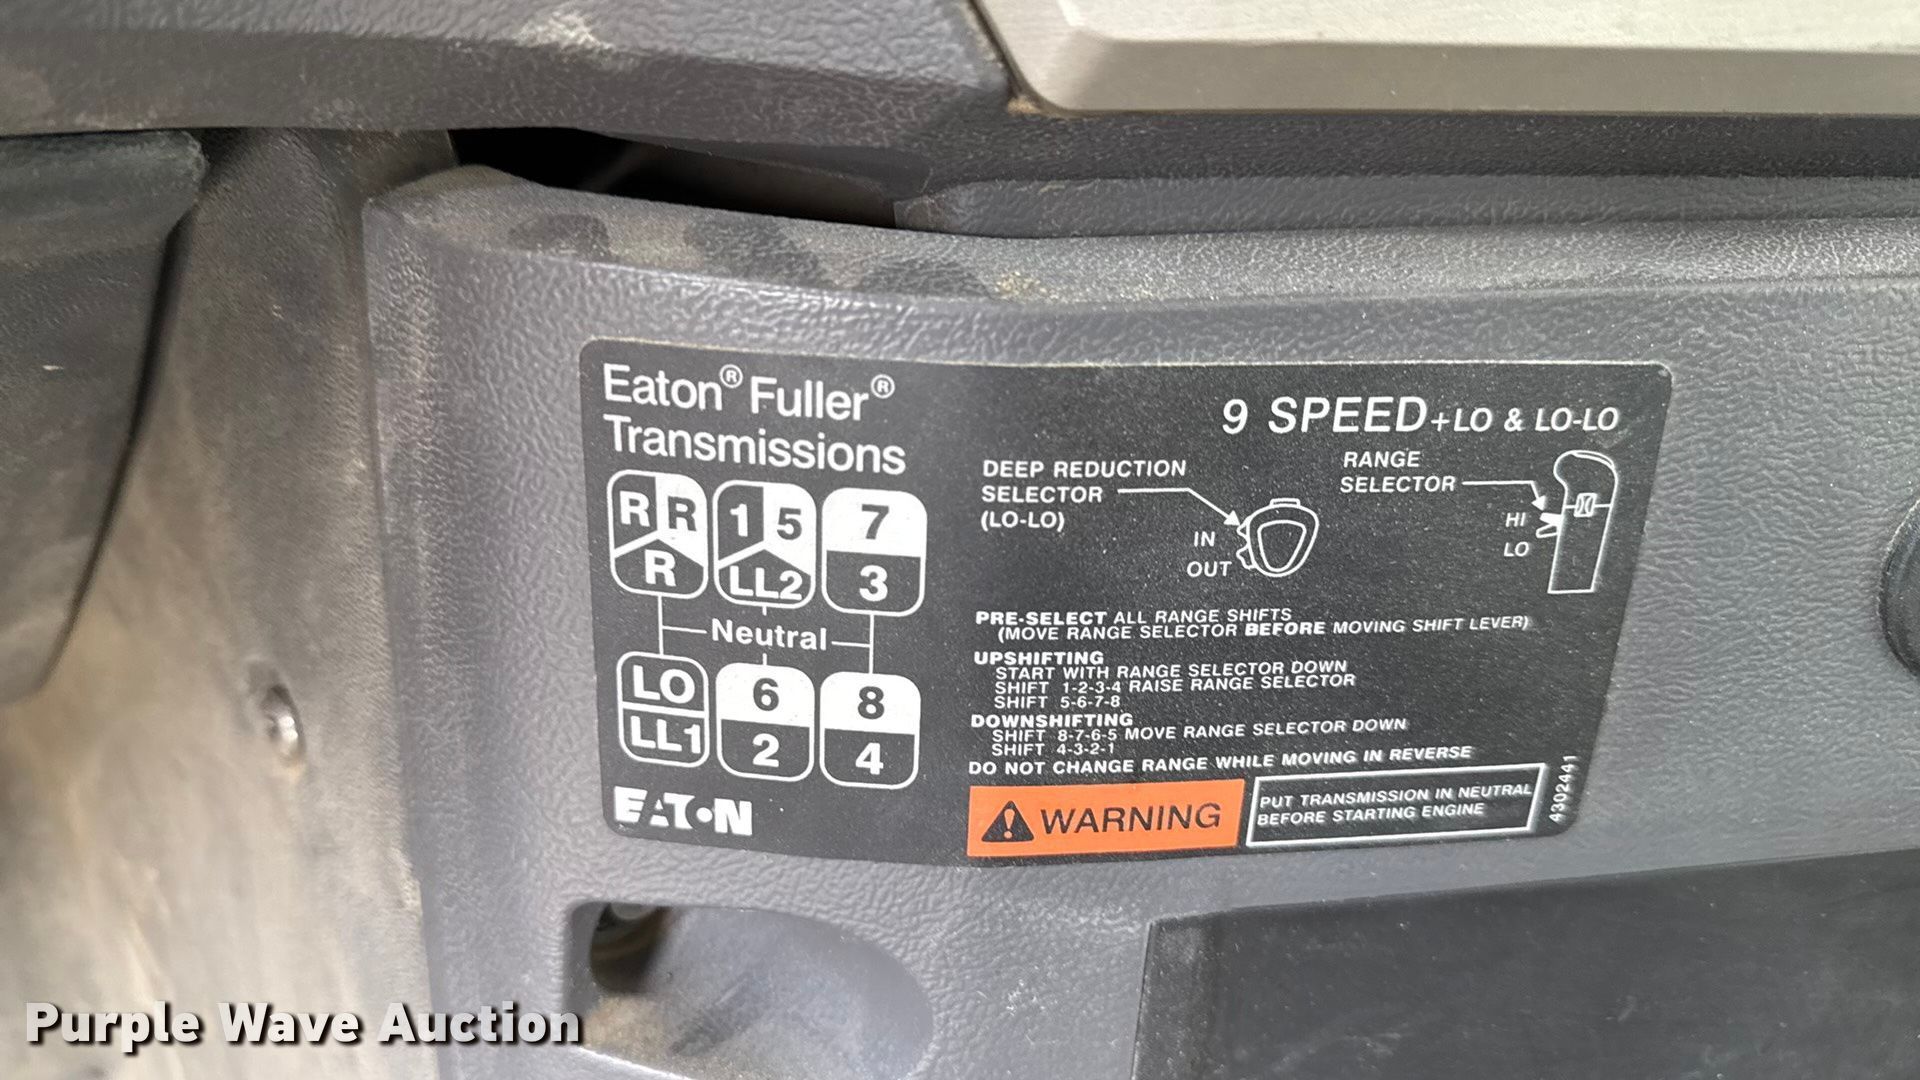 Eaton® Fuller®
Transmissions
R R 1 5 7
R LL2 3
Neutral
LO 6 8
LL1 2 4
EATON
9 SPEED +LO & LO-LO
DEEP REDUCTION
SELECTOR
(LO-LO)
IN
OUT
RANGE
SELECTOR
HI
LO
PRE-SELECT ALL RANGE SHIFTS
(MOVE RANGE SELECTOR BEFORE MOVING SHIFT LEVER)
UPSHIFTING
START WITH RANGE SELECTOR DOWN
SHIFT 1-2-3-4 RAISE RANGE SELECTOR
SHIFT 5-6-7-8
DOWNSHIFTING
SHIFT 8-7-6-5 MOVE RANGE SELECTOR DOWN
SHIFT 4-3-2-1
DO NOT CHANGE RANGE WHILE MOVING IN REVERSE
WARNING
PUT TRANSMISSION IN NEUTRAL
BEFORE STARTING ENGINE
4302441
Purple Wave Auction